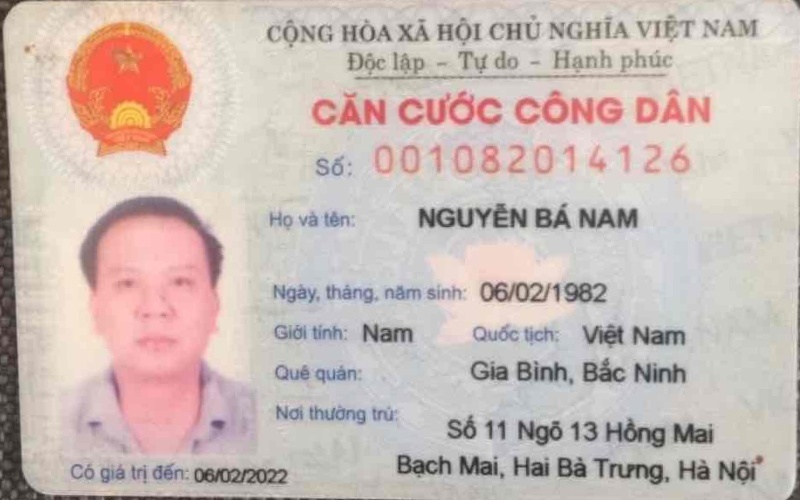 CỘNG HÒA XÃ HỘI CHỦ NGHĨA VIỆT NAM
Độc lập - Tự do - Hạnh phúc
CĂN CƯỚC CÔNG DÂN
Số: 001082014126
Họ và tên: NGUYỄN BÁ NAM
Ngày, tháng, năm sinh: 06/02/1982
Giới tính: Nam Quốc tịch: Việt Nam
Quê quán: Gia Bình, Bắc Ninh
Nơi thường trú: Số 11 Ngõ 13 Hồng Mai
Bạch Mai, Hai Bà Trưng, Hà Nội
Có giá trị đến: 06/02/2022